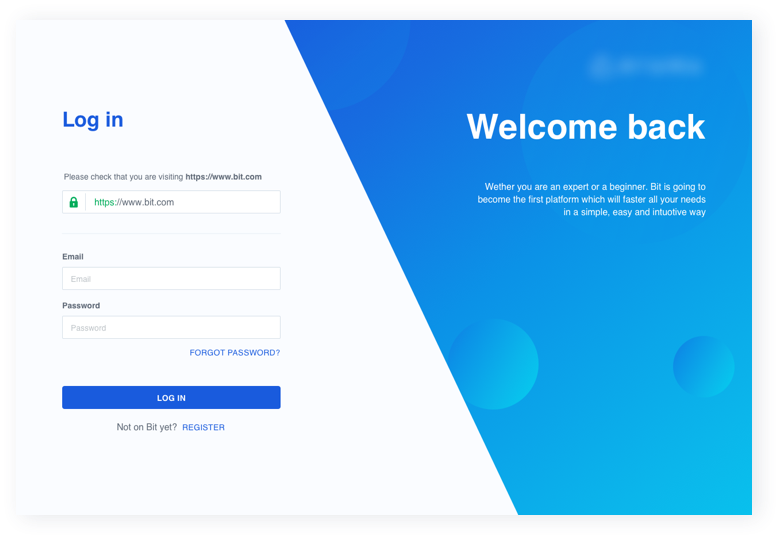 Log in
Please check that you are visiting https://www.bit.com
https://www.bit.com
Email
Email
Password
Password
FORGOT PASSWORD?
LOG IN
Not on Bit yet? REGISTER
Welcome back
Wether you are an expert or a beginner. Bit is going to
become the first platform which will faster all your needs
in a simple, easy and intuotive way